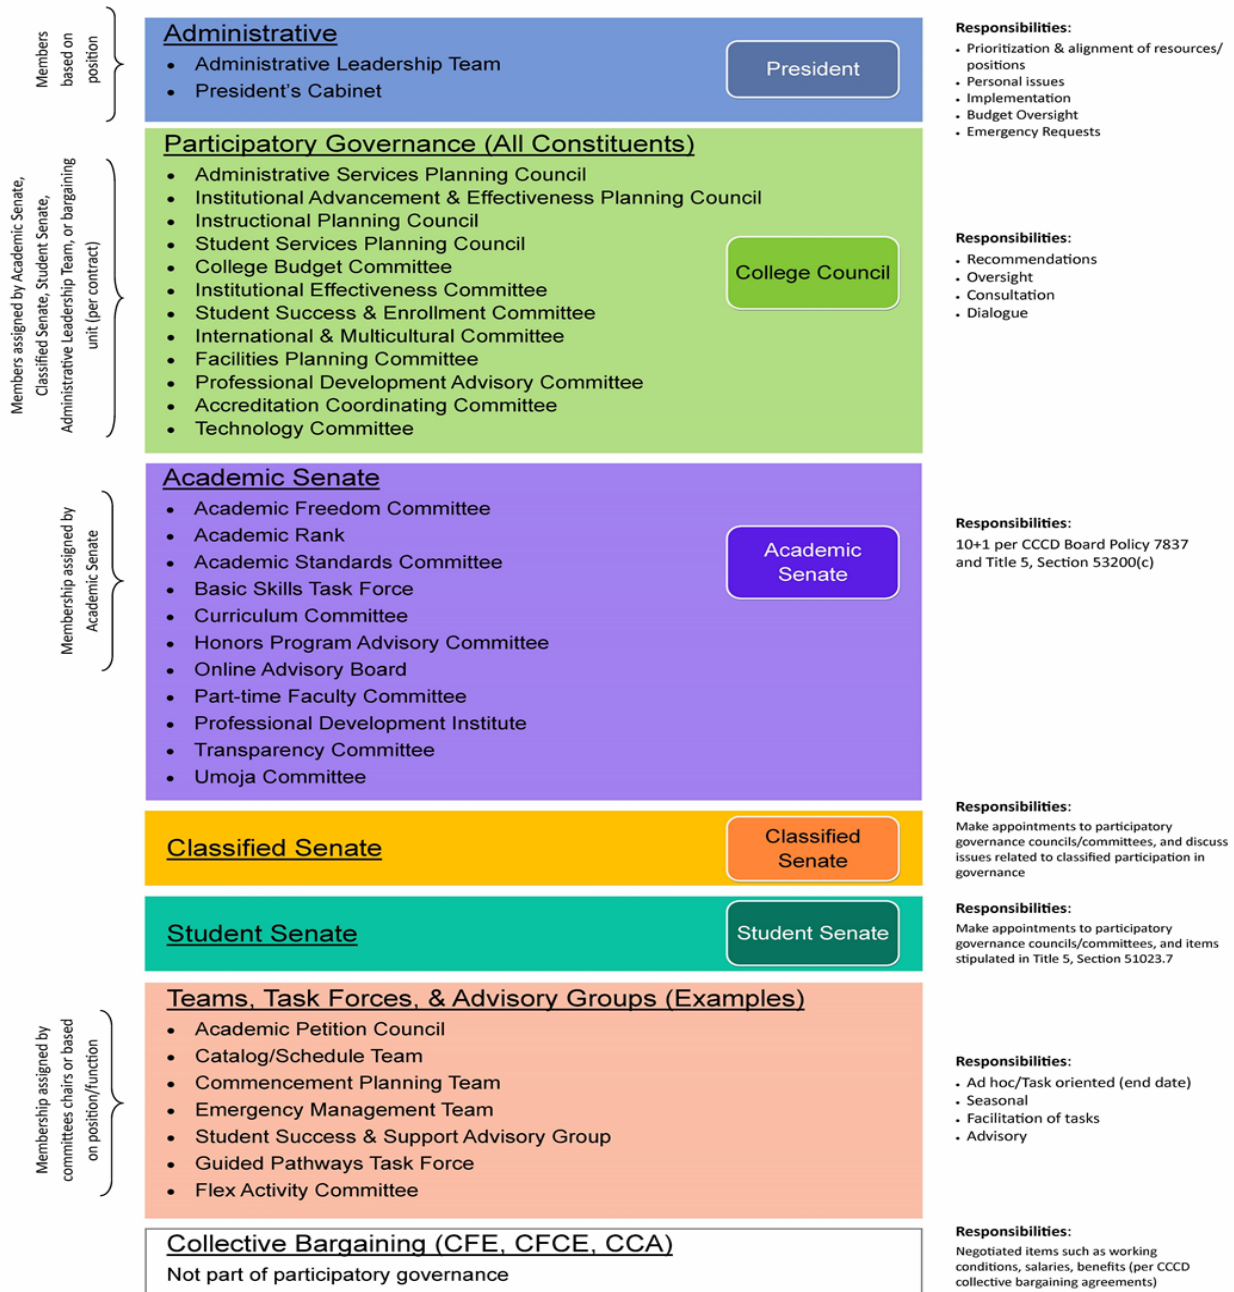 Members
based on
position
Administrative
• Administrative Leadership Team
• President's Cabinet
President
Responsibilities:
• Prioritization & alignment of resources/
positions
• Personal issues
• Implementation
• Budget Oversight
• Emergency Requests
Members assigned by Academic Senate,
Classified Senate, Student Senate,
Administrative Leadership Team, or bargaining
unit (per contract)
Participatory Governance (All Constituents)
• Administrative Services Planning Council
• Institutional Advancement & Effectiveness Planning Council
• Instructional Planning Council
• Student Services Planning Council
• College Budget Committee
• Institutional Effectiveness Committee
• Student Success & Enrollment Committee
• International & Multicultural Committee
• Facilities Planning Committee
• Professional Development Advisory Committee
• Accreditation Coordinating Committee
• Technology Committee
College Council
Responsibilities:
• Recommendations
• Oversight
• Consultation
• Dialogue
Membership assigned by
Academic Senate
Academic Senate
• Academic Freedom Committee
• Academic Rank
• Academic Standards Committee
• Basic Skills Task Force
• Curriculum Committee
• Honors Program Advisory Committee
• Online Advisory Board
• Part-time Faculty Committee
• Professional Development Institute
• Transparency Committee
• Umoja Committee
Academic
Senate
Responsibilities:
10+1 per CCCD Board Policy 7837
and Title 5, Section 53200(c)
Classified Senate
Classified
Senate
Responsibilities:
Make appointments to participatory
governance councils/committees, and discuss
issues related to classified participation in
governance
Student Senate
Student Senate
Responsibilities:
Make appointments to participatory
governance councils/committees, and items
stipulated in Title 5, Section 51023.7
Membership assigned by
committees chairs or based
on position/function
Teams, Task Forces, & Advisory Groups (Examples)
• Academic Petition Council
• Catalog/Schedule Team
• Commencement Planning Team
• Emergency Management Team
• Student Success & Support Advisory Group
• Guided Pathways Task Force
• Flex Activity Committee
Responsibilities:
• Ad hoc/Task oriented (end date)
• Seasonal
• Facilitation of tasks
• Advisory
Collective Bargaining (CFE, CFCE, CCA)
Not part of participatory governance
Responsibilities:
Negotiated items such as working
conditions, salaries, benefits (per CCCD
collective bargaining agreements)